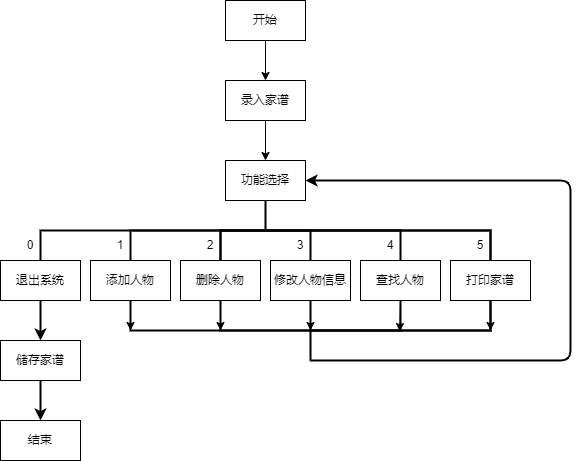 开始
录入家谱
功能选择
0 1 2 3 4 5
退出系统 添加人物 删除人物 修改人物信息 查找人物 打印家谱
储存家谱
结束